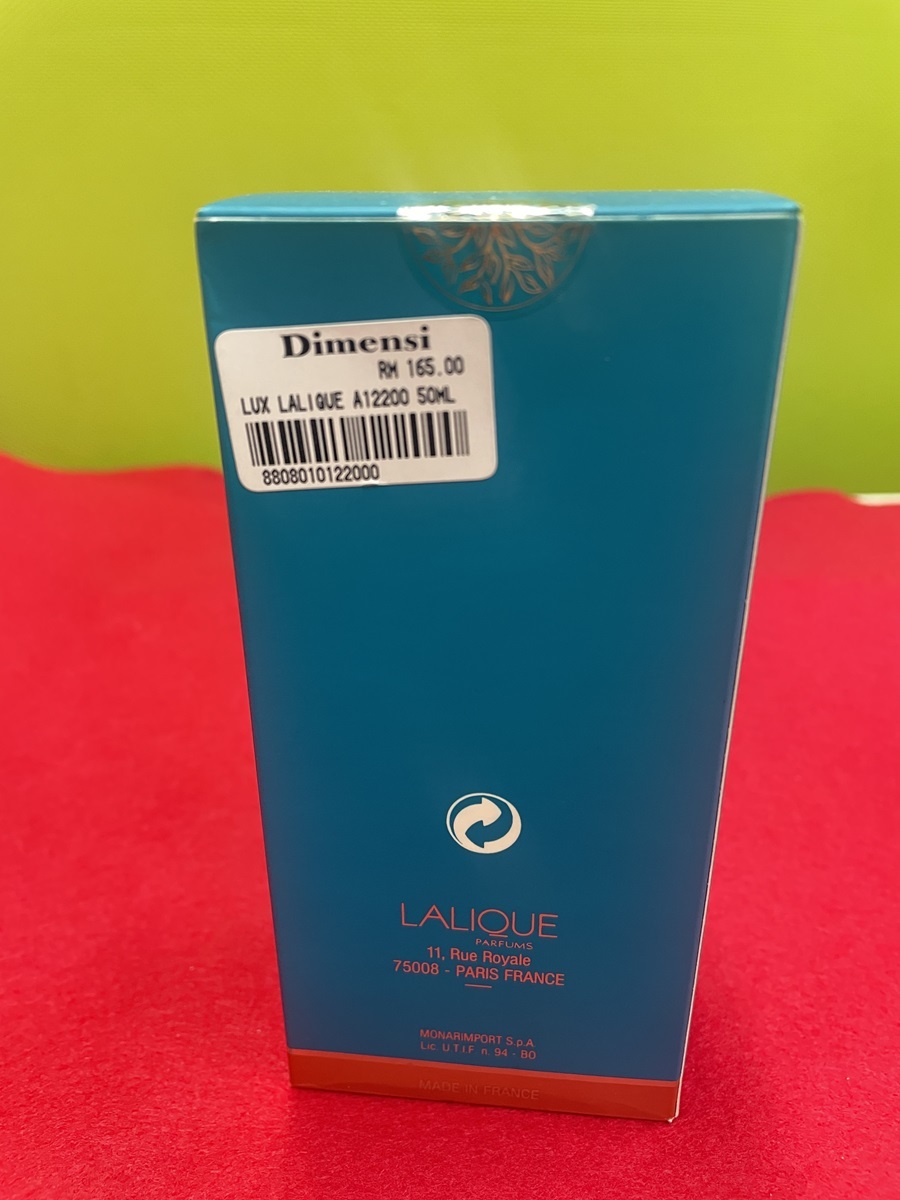 Dimensi
RM 165.00
LUX LALIQUE A12200 50ML
8808010122000
LALIQUE
PARFUMS
11, Rue Royale
75008 - PARIS FRANCE
MONARIMPORT S.p.A
Lic. U.T.I.F. n. 94 - BO
MADE IN FRANCE